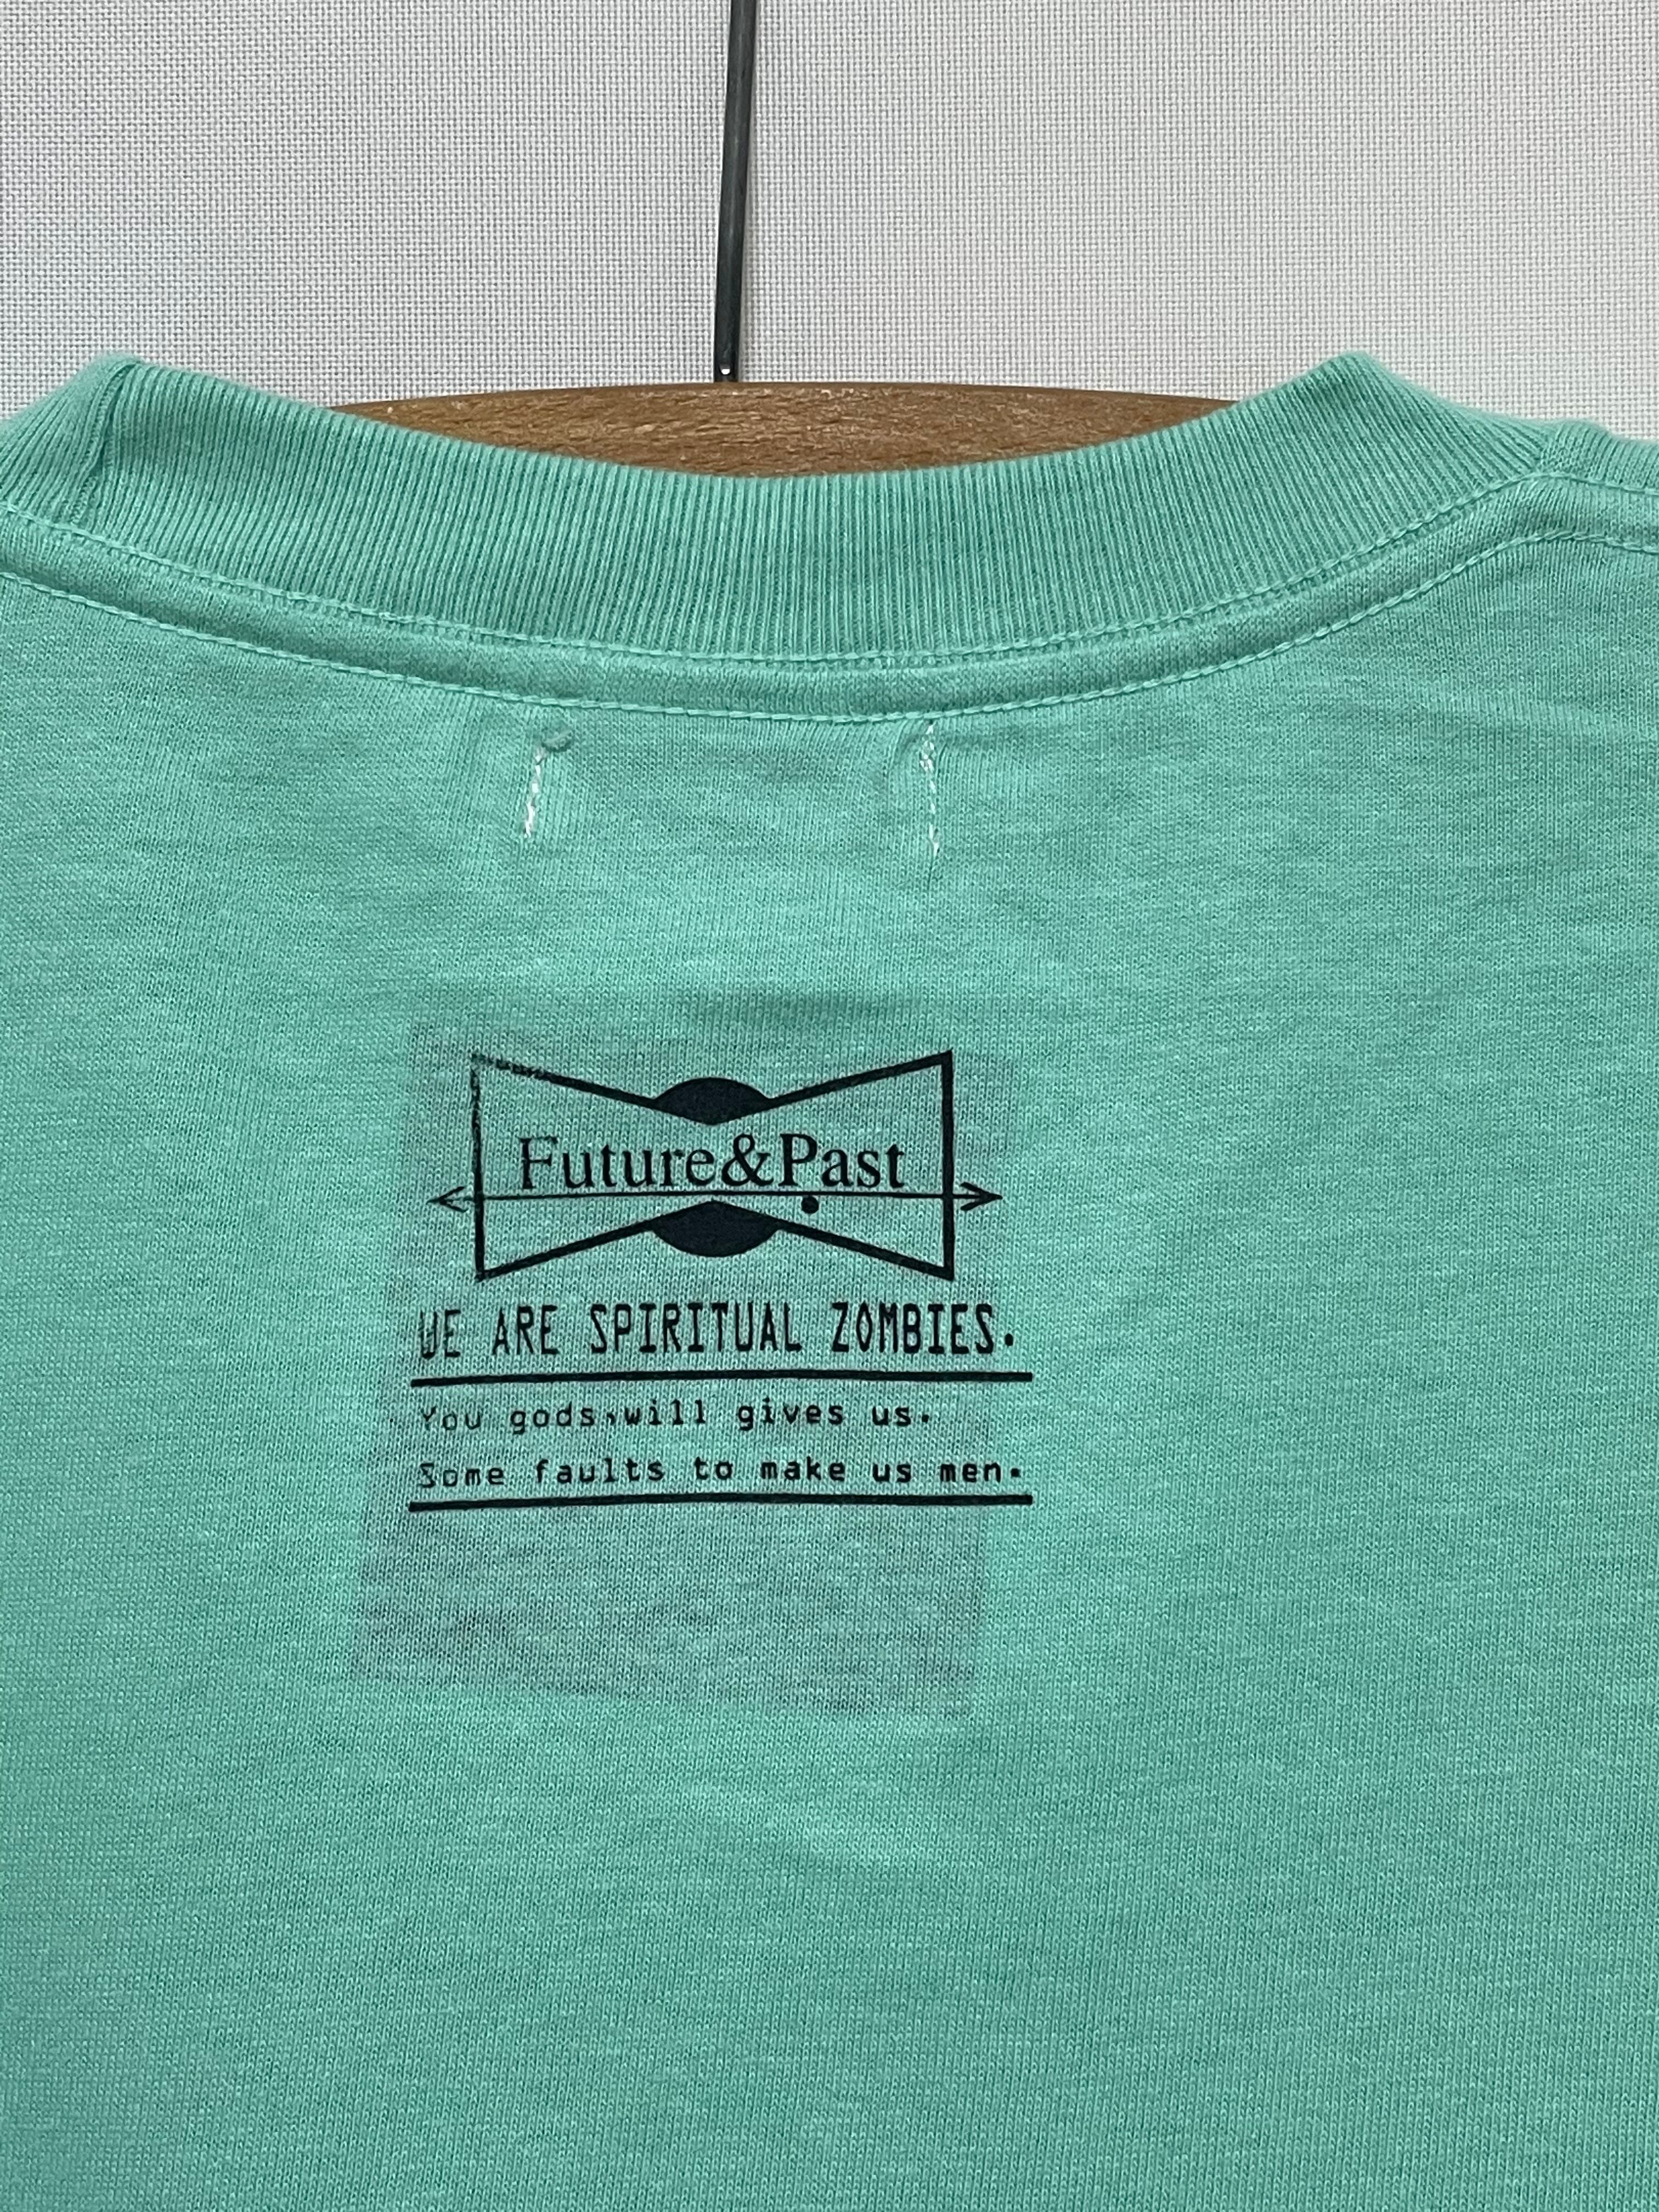 Future&Past
WE ARE SPIRITUAL ZOMBIES.
You gods,will gives us.
Some faults to make us men.